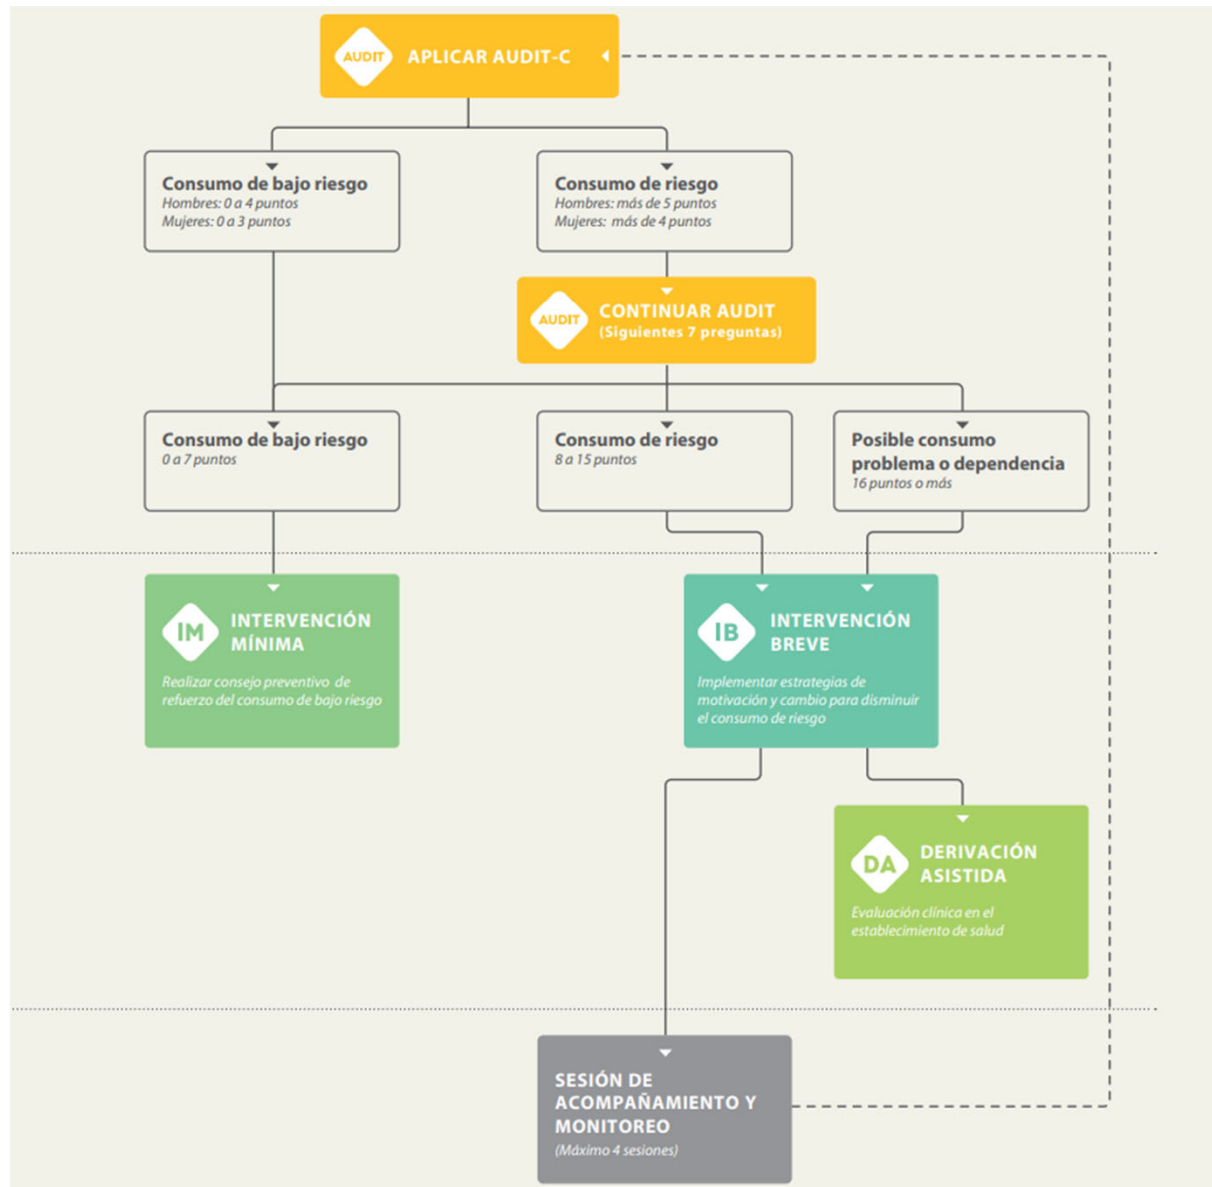 AUDIT
APLICAR AUDIT-C
Consumo de bajo riesgo
Hombres: 0 a 4 puntos
Mujeres: 0 a 3 puntos
Consumo de riesgo
Hombres: más de 5 puntos
Mujeres: más de 4 puntos
AUDIT
CONTINUAR AUDIT
(Siguientes 7 preguntas)
Consumo de bajo riesgo
0 a 7 puntos
Consumo de riesgo
8 a 15 puntos
Posible consumo
problema o dependencia
16 puntos o más
IM
INTERVENCIÓN
MÍNIMA
Realizar consejo preventivo de
refuerzo del consumo de bajo riesgo
IB
INTERVENCIÓN
BREVE
Implementar estrategias de
motivación y cambio para disminuir
el consumo de riesgo
DA
DERIVACIÓN
ASISTIDA
Evaluación clínica en el
establecimiento de salud
SESIÓN DE
ACOMPAÑAMIENTO Y
MONITOREO
(Máximo 4 sesiones)